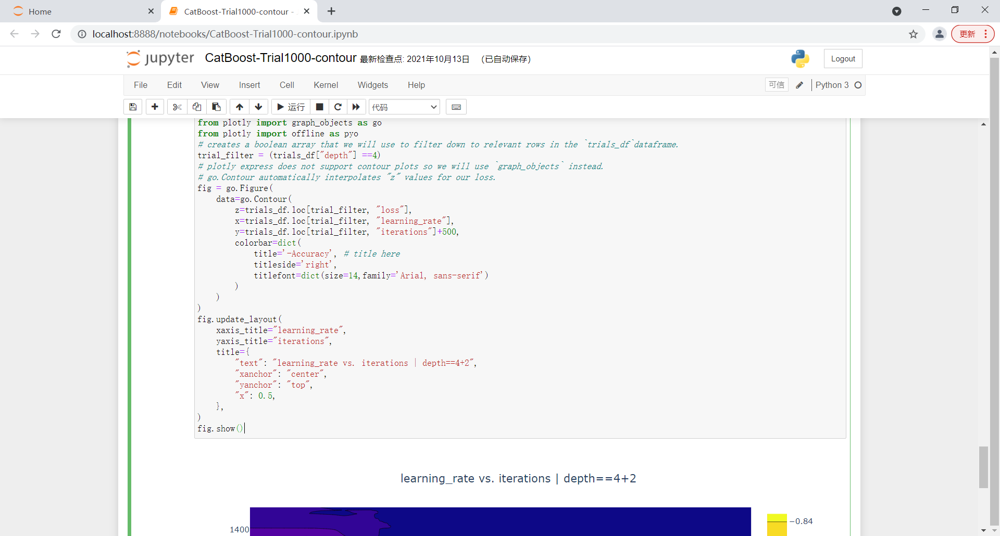 Home
CatBoost-Trial1000-contour -
localhost:8888/notebooks/CatBoost-Trial1000-contour.ipynb
更新
jupyter CatBoost-Trial1000-contour 最新检查点: 2021年10月13日 (已自动保存)
Logout
File Edit View Insert Cell Kernel Widgets Help
可信
Python 3
运行
代码
from plotly import graph_objects as go
from plotly import offline as pyo
# creates a boolean array that we will use to filter down to relevant rows in the `trials_df`dataframe.
trial_filter = (trials_df["depth"] ==4)
# plotly express does not support contour plots so we will use `graph_objects` instead.
# go.Contour automatically interpolates "z" values for our loss.
fig = go.Figure(
    data=go.Contour(
        z=trials_df.loc[trial_filter, "loss"],
        x=trials_df.loc[trial_filter, "learning_rate"],
        y=trials_df.loc[trial_filter, "iterations"]+500,
        colorbar=dict(
            title='-Accuracy', # title here
            titleside='right',
            titlefont=dict(size=14,family='Arial, sans-serif')
        )
    )
)
fig.update_layout(
    xaxis_title="learning_rate",
    yaxis_title="iterations",
    title={
        "text": "learning_rate vs. iterations | depth==4+2",
        "xanchor": "center",
        "yanchor": "top",
        "x": 0.5,
    },
)
fig.show()
learning_rate vs. iterations | depth==4+2
−0.84
1400